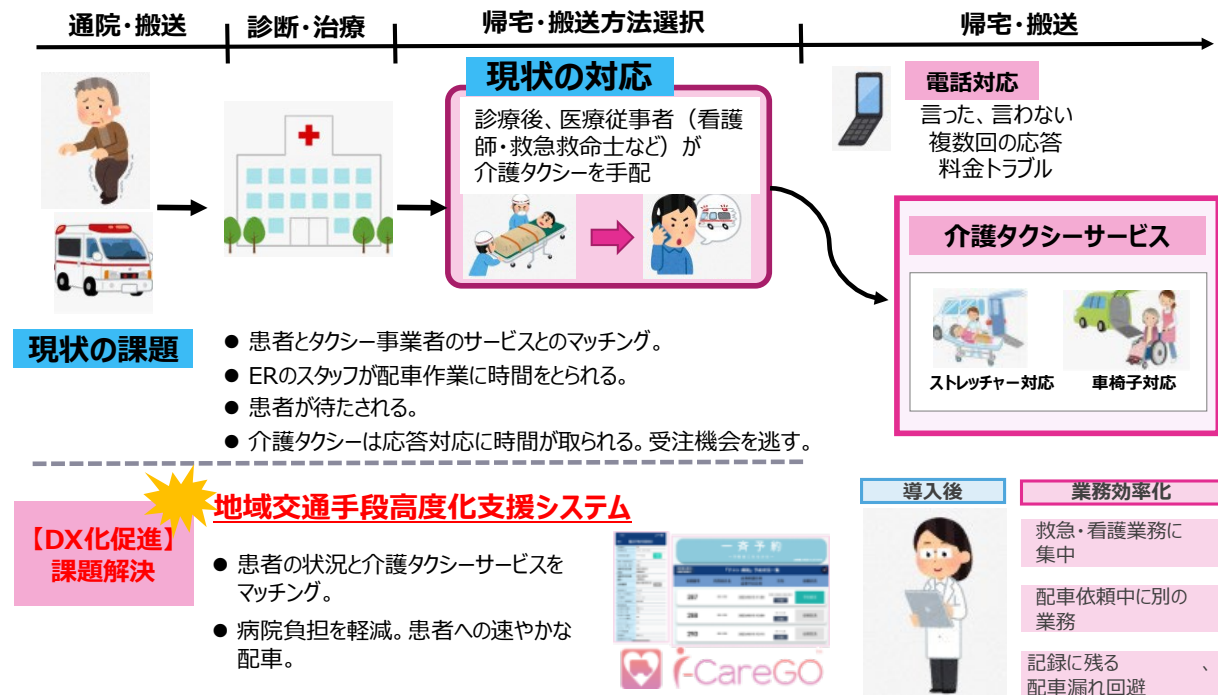 通院・搬送
診断・治療
帰宅・搬送方法選択
帰宅・搬送
現状の対応
診療後、医療従事者（看護
師・救急救命士など）が
介護タクシーを手配
電話対応
言った、言わない
複数回の応答
料金トラブル
介護タクシーサービス
ストレッチャー対応
車椅子対応
現状の課題
● 患者とタクシー事業者のサービスとのマッチング。
● ERのスタッフが配車作業に時間をとられる。
● 患者が待たされる。
● 介護タクシーは応答対応に時間が取られる。受注機会を逃す。
【DX化促進】
課題解決
地域交通手段高度化支援システム
● 患者の状況と介護タクシーサービスを
マッチング。
● 病院負担を軽減。患者への速やかな
配車。
一斉予約
287
288
293
i-CareGO
導入後
業務効率化
救急・看護業務に
集中
配車依頼中に別の
業務
記録に残る 、
配車漏れ回避